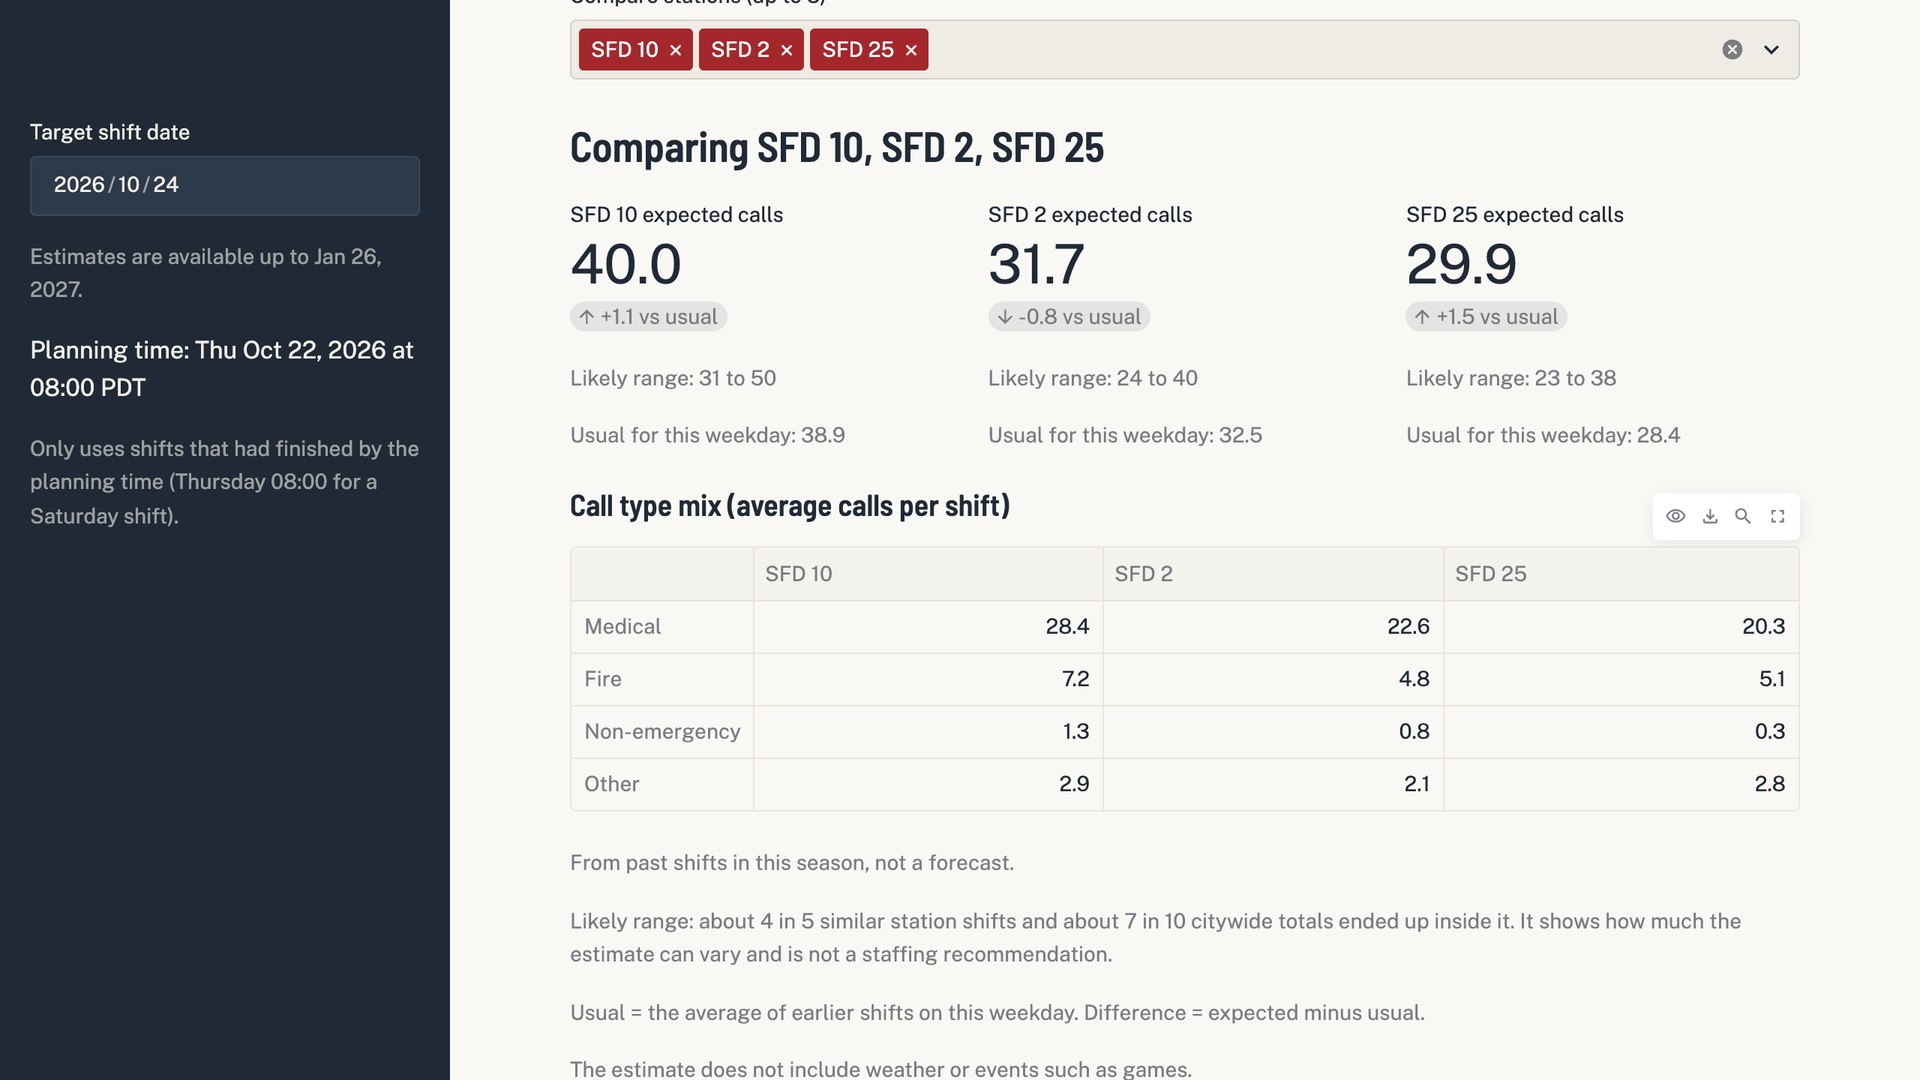 Compare stations (up to 3)
SFD 10 × SFD 2 × SFD 25 ×
Target shift date
2026/10/24
Estimates are available up to Jan 26,
2027.
Planning time: Thu Oct 22, 2026 at
08:00 PDT
Only uses shifts that had finished by the
planning time (Thursday 08:00 for a
Saturday shift).
Comparing SFD 10, SFD 2, SFD 25
SFD 10 expected calls
40.0
↑ +1.1 vs usual
Likely range: 31 to 50
Usual for this weekday: 38.9
SFD 2 expected calls
31.7
↓ -0.8 vs usual
Likely range: 24 to 40
Usual for this weekday: 32.5
SFD 25 expected calls
29.9
↑ +1.5 vs usual
Likely range: 23 to 38
Usual for this weekday: 28.4
Call type mix (average calls per shift)
SFD 10 SFD 2 SFD 25
Medical 28.4 22.6 20.3
Fire 7.2 4.8 5.1
Non-emergency 1.3 0.8 0.3
Other 2.9 2.1 2.8
From past shifts in this season, not a forecast.
Likely range: about 4 in 5 similar station shifts and about 7 in 10 citywide totals ended up inside it. It shows how much the
estimate can vary and is not a staffing recommendation.
Usual = the average of earlier shifts on this weekday. Difference = expected minus usual.
The estimate does not include weather or events such as games.